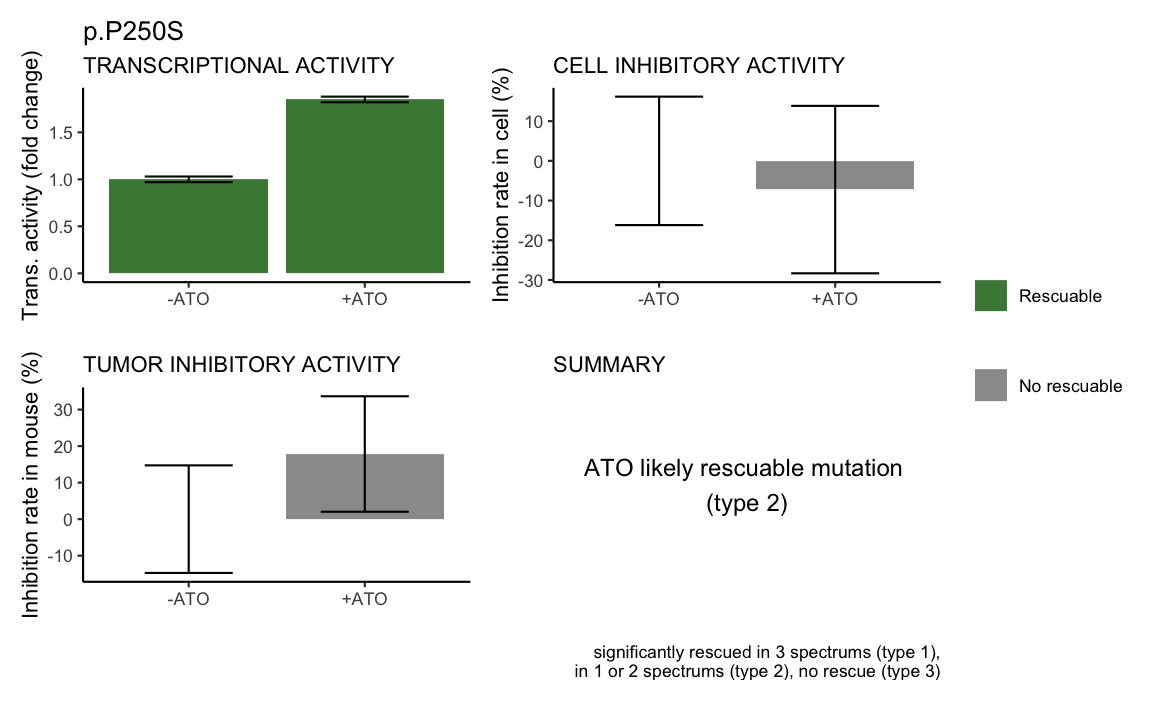 p.P250S
TRANSCRIPTIONAL ACTIVITY
Trans. activity (fold change)
1.5
1.0
0.5
0.0
-ATO +ATO
CELL INHIBITORY ACTIVITY
Inhibition rate in cell (%)
10
0
-10
-20
-30
-ATO +ATO
Rescuable
No rescuable
TUMOR INHIBITORY ACTIVITY
Inhibition rate in mouse (%)
30
20
10
0
-10
-ATO +ATO
SUMMARY
ATO likely rescuable mutation
(type 2)
significantly rescued in 3 spectrums (type 1),
in 1 or 2 spectrums (type 2), no rescue (type 3)